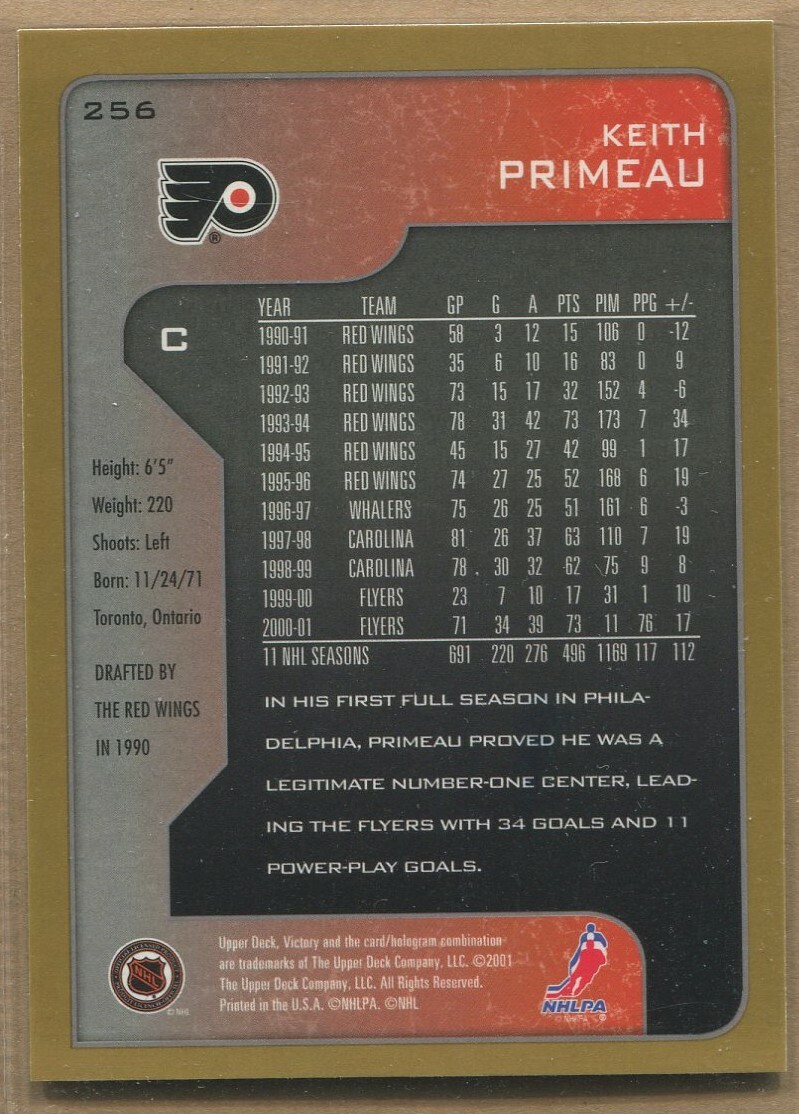 256
KEITH
PRIMEAU
®
C
YEAR TEAM GP G A PTS PIM PPG +/-
1990-91 RED WINGS 58 3 12 15 106 0 -12
1991-92 RED WINGS 35 6 10 16 83 0 9
1992-93 RED WINGS 73 15 17 32 152 4 -6
1993-94 RED WINGS 78 31 42 73 173 7 34
1994-95 RED WINGS 45 15 27 42 99 1 17
1995-96 RED WINGS 74 27 25 52 168 6 19
1996-97 WHALERS 75 26 25 51 161 6 -3
1997-98 CAROLINA 81 26 37 63 110 7 19
1998-99 CAROLINA 78 30 32 62 75 9 8
1999-00 FLYERS 23 7 10 17 31 1 10
2000-01 FLYERS 71 34 39 73 11 76 17
11 NHL SEASONS 691 220 276 496 1169 117 112
Height: 6'5"
Weight: 220
Shoots: Left
Born: 11/24/71
Toronto, Ontario
DRAFTED BY
THE RED WINGS
IN 1990
IN HIS FIRST FULL SEASON IN PHILA-
DELPHIA, PRIMEAU PROVED HE WAS A
LEGITIMATE NUMBER-ONE CENTER, LEAD-
ING THE FLYERS WITH 34 GOALS AND 11
POWER-PLAY GOALS.
NHL
© NHL
Upper Deck, Victory and the card/hologram combination
are trademarks of The Upper Deck Company, LLC. ©2001
The Upper Deck Company, LLC. All Rights Reserved.
Printed in the U.S.A. ©NHLPA. ©NHL
NHLPA